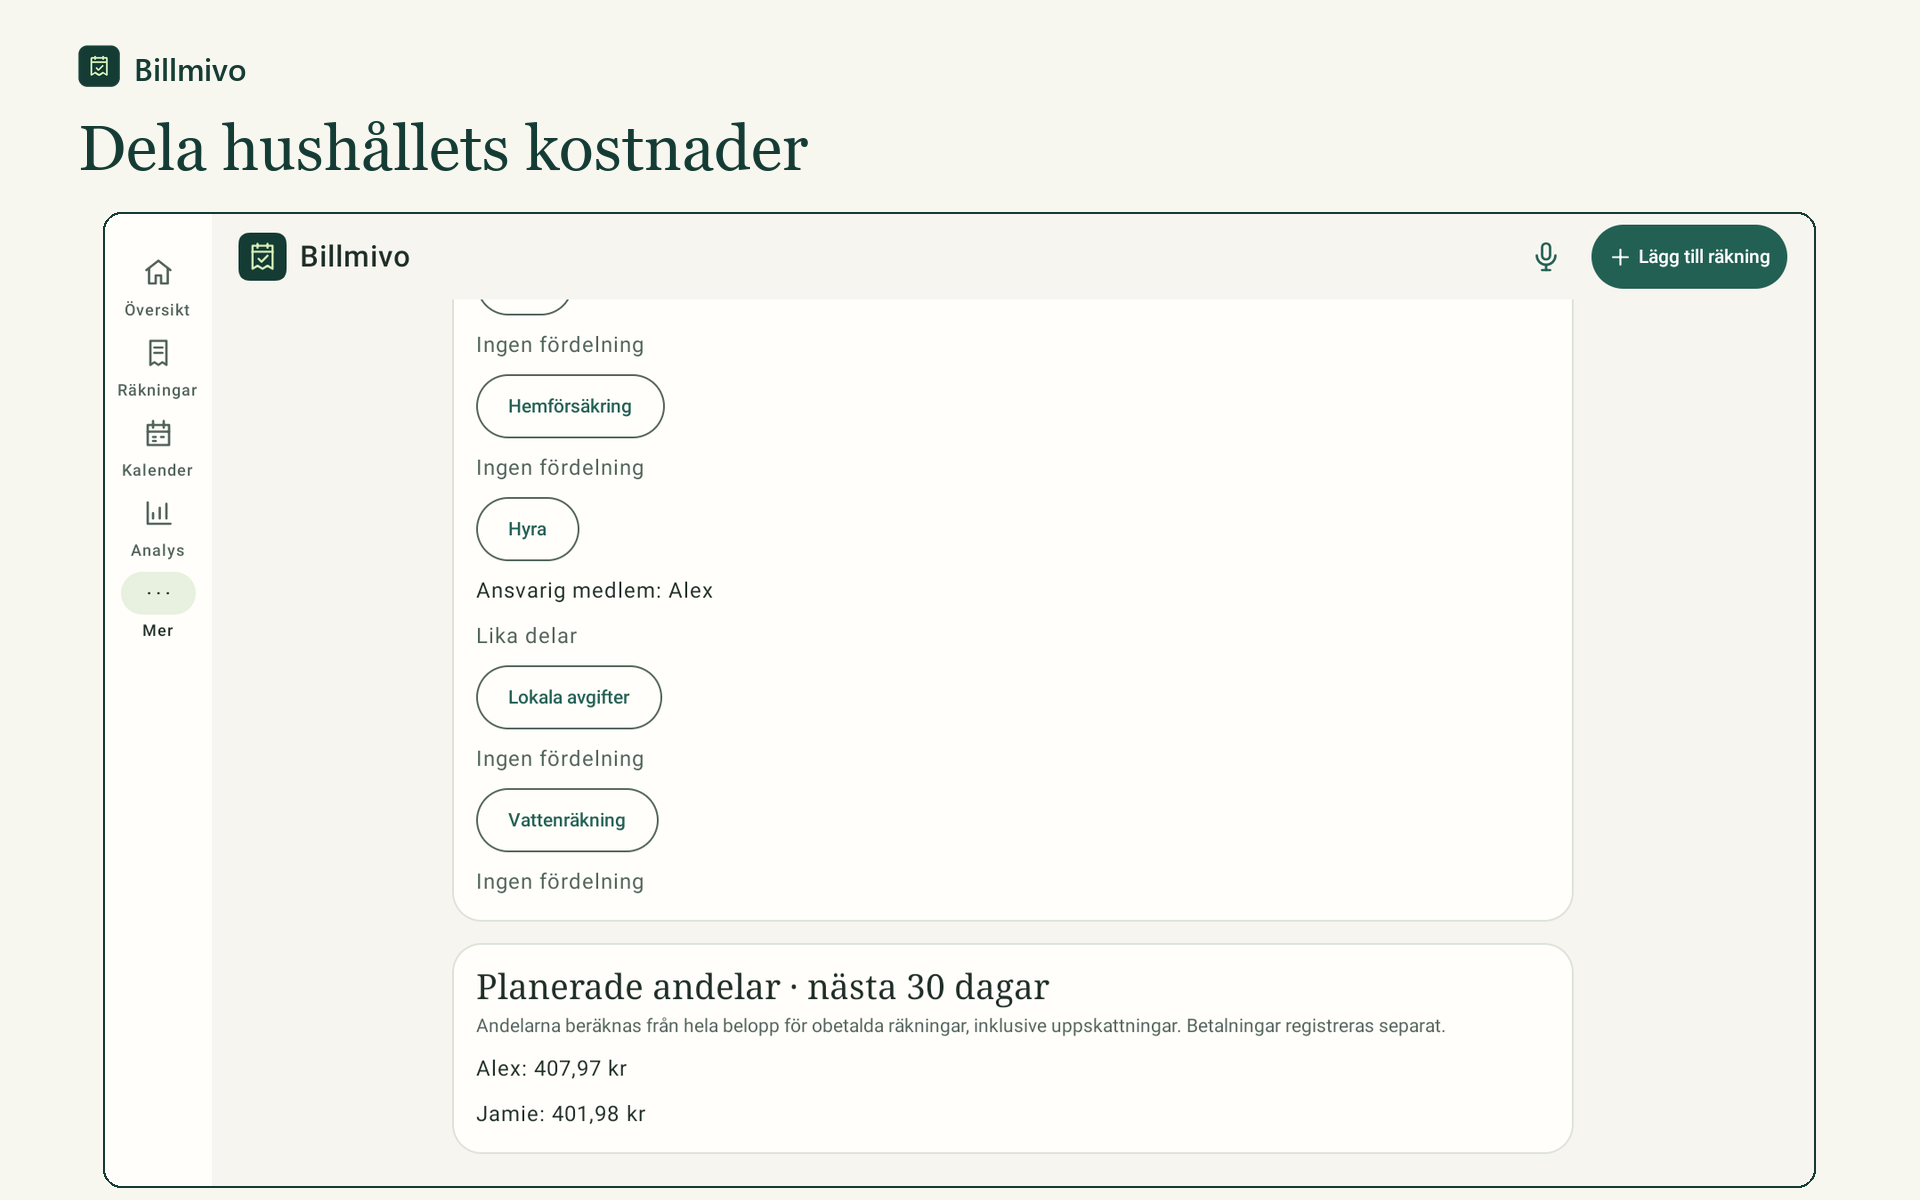 Billmivo
Dela hushållets kostnader
Billmivo
Lägg till räkning
Översikt
Räkningar
Kalender
Analys
Mer
Ingen fördelning
Hemförsäkring
Ingen fördelning
Hyra
Ansvarig medlem: Alex
Lika delar
Lokala avgifter
Ingen fördelning
Vattenräkning
Ingen fördelning
Planerade andelar · nästa 30 dagar
Andelarna beräknas från hela belopp för obetalda räkningar, inklusive uppskattningar. Betalningar registreras separat.
Alex: 407,97 kr
Jamie: 401,98 kr